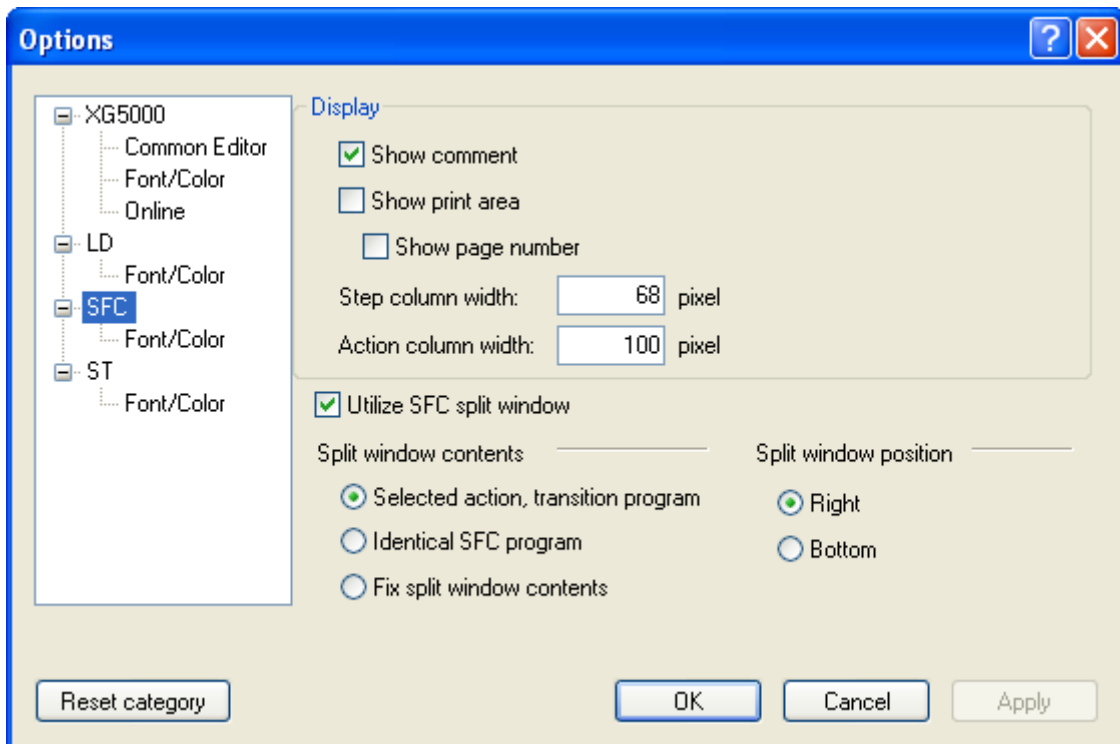 Options
XG5000
Common Editor
Font/Color
Online
LD
Font/Color
SFC
Font/Color
ST
Font/Color
Display
Show comment
Show print area
Show page number
Step column width: 68 pixel
Action column width: 100 pixel
Utilize SFC split window
Split window contents
Selected action, transition program
Identical SFC program
Fix split window contents
Split window position
Right
Bottom
Reset category
OK
Cancel
Apply